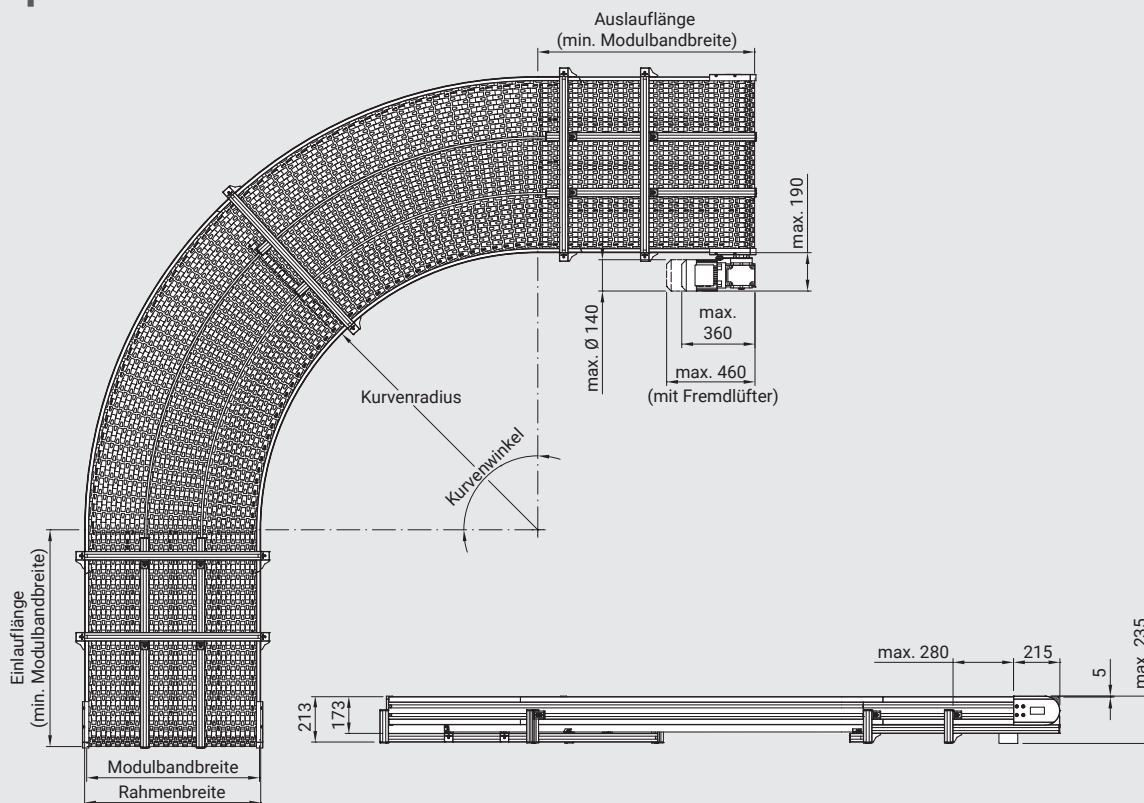 Auslauflänge
(min. Modulbandbreite)
max. 190
max. Ø 140
max.
360
max. 460
(mit Fremdlüfter)
Kurvenradius
Kurvenwinkel
Einlauflänge
(min. Modulbandbreite)
Modulbandbreite
Rahmenbreite
213
173
max. 280
215
5
max. 235